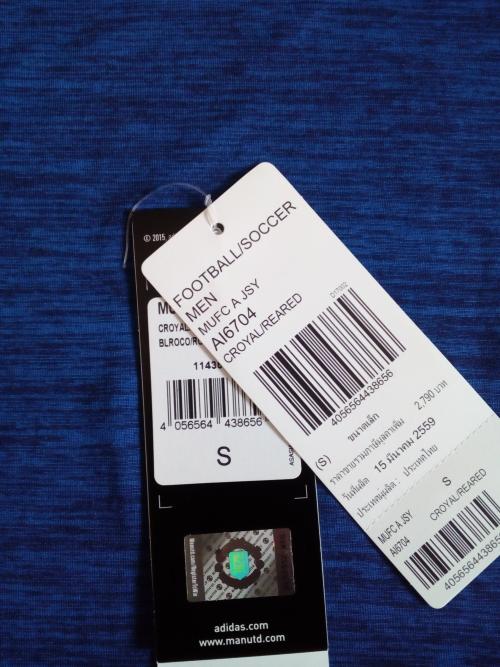 FOOTBALL/SOCCER
MEN
MUFC A JSY
AI6704
CROYAL/REARED
D17002
4056564438656
(S) ขนาดเล็ก
ราคาขายรวมภาษีมูลค่าเพิ่ม 2,790 บาท
วันที่ผลิต 15 มีนาคม 2559
ประเทศผู้ผลิต : ประเทศไทย
MUFC A JSY S
AI6704 CROYAL/REARED
4056564438656
© 2015
CROYAL
BLROCO/R
1143
4 056564 438656
S
adidas.com
www.manutd.com